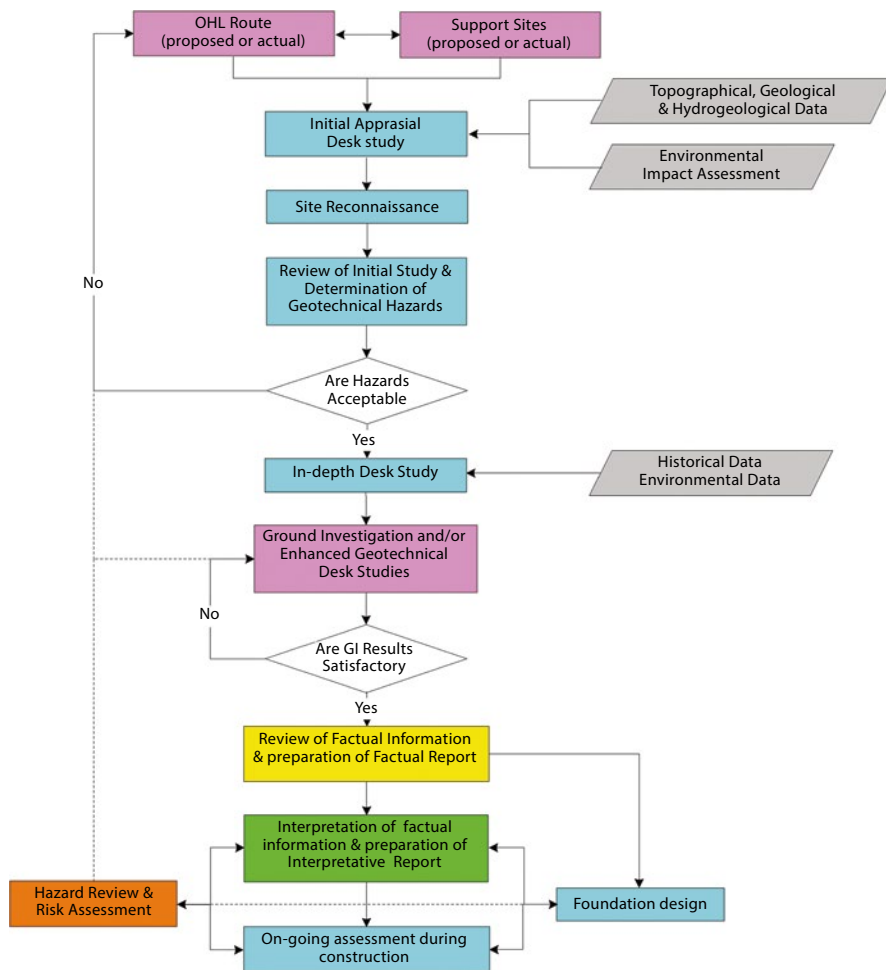 OHL Route
(proposed or actual)
Support Sites
(proposed or actual)
Topographical, Geological
& Hydrogeological Data
Initial Apprasial
Desk study
Environmental
Impact Assessment
Site Reconnaissance
Review of Initial Study &
Determination of
Geotechnical Hazards
No
Are Hazards
Acceptable
Yes
In-depth Desk Study
Historical Data
Environmental Data
Ground Investigation and/or
Enhanced Geotechnical
Desk Studies
No
Are GI Results
Satisfactory
Yes
Review of Factual Information
& preparation of Factual Report
Interpretation of factual
information & preparation of
Interpretative Report
Hazard Review &
Risk Assessment
Foundation design
On-going assessment during
construction